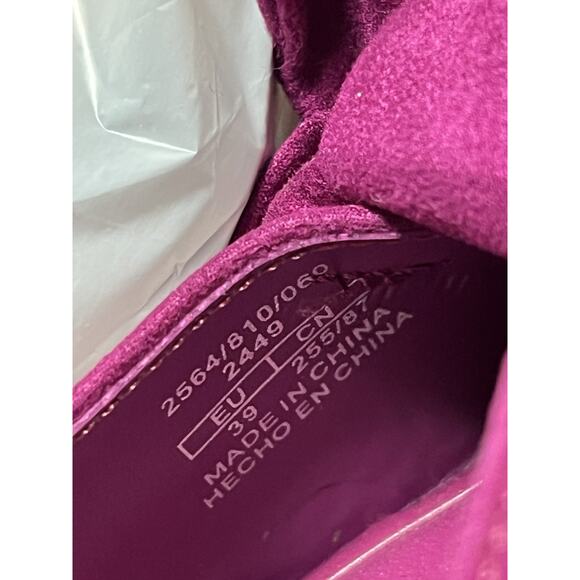 2564/810/060
2449
EU | CN
39 255/87
MADE IN CHINA
HECHO EN CHINA